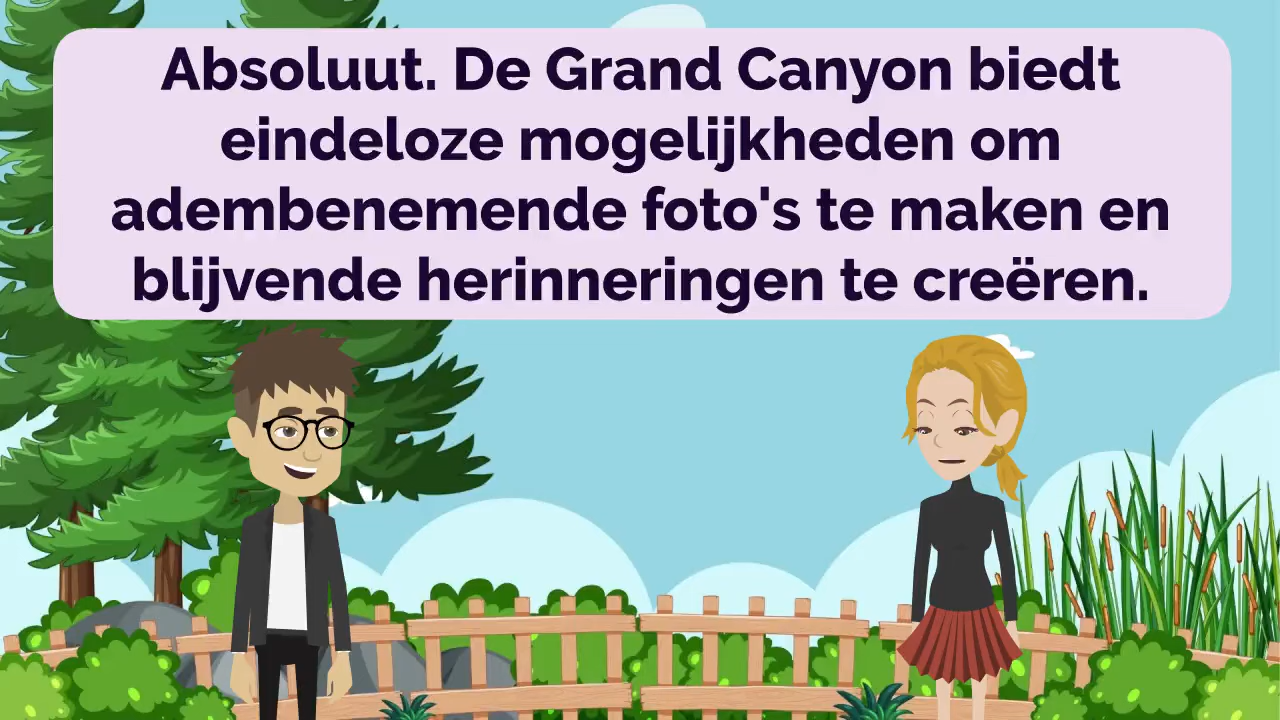 Absoluut. De Grand Canyon biedt
eindeloze mogelijkheden om
adembenemende foto's te maken en
blijvende herinneringen te creëren.